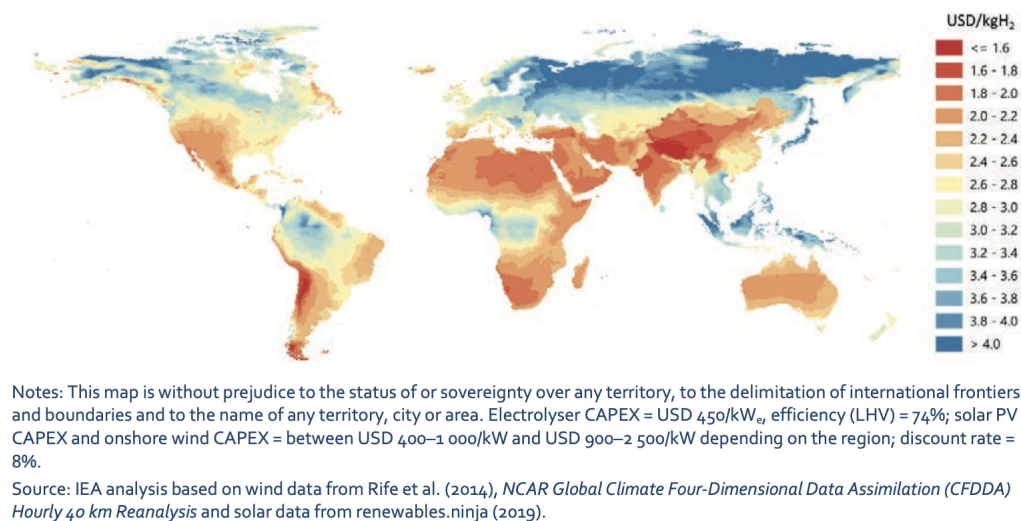 USD/kgH₂
<= 1.6
1.6 - 1.8
1.8 - 2.0
2.0 - 2.2
2.2 - 2.4
2.4 - 2.6
2.6 - 2.8
2.8 - 3.0
3.0 - 3.2
3.2 - 3.4
3.4 - 3.6
3.6 - 3.8
3.8 - 4.0
> 4.0
Notes: This map is without prejudice to the status of or sovereignty over any territory, to the delimitation of international frontiers
and boundaries and to the name of any territory, city or area. Electrolyser CAPEX = USD 450/kWₑ, efficiency (LHV) = 74%; solar PV
CAPEX and onshore wind CAPEX = between USD 400–1 000/kW and USD 900–2 500/kW depending on the region; discount rate =
8%.
Source: IEA analysis based on wind data from Rife et al. (2014), NCAR Global Climate Four-Dimensional Data Assimilation (CFDDA)
Hourly 40 km Reanalysis and solar data from renewables.ninja (2019).